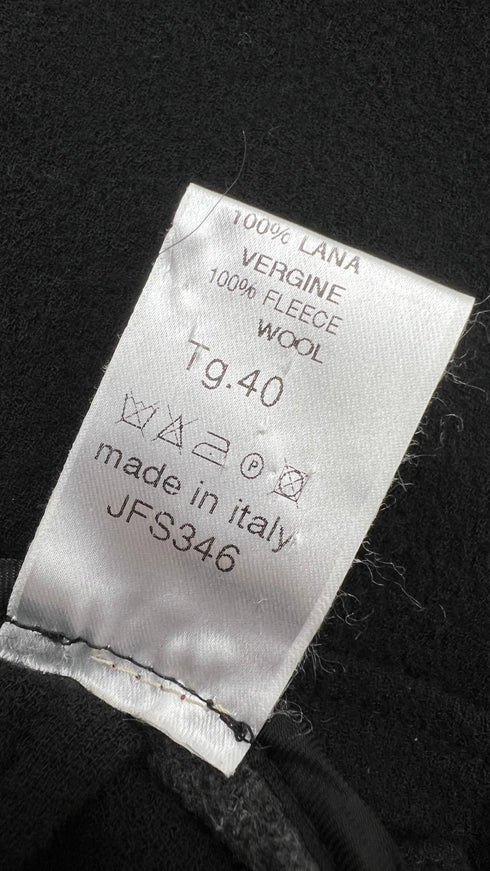 100% LANA
VERGINE
100% FLEECE
WOOL
Tg.40
P
made in italy
JFS346